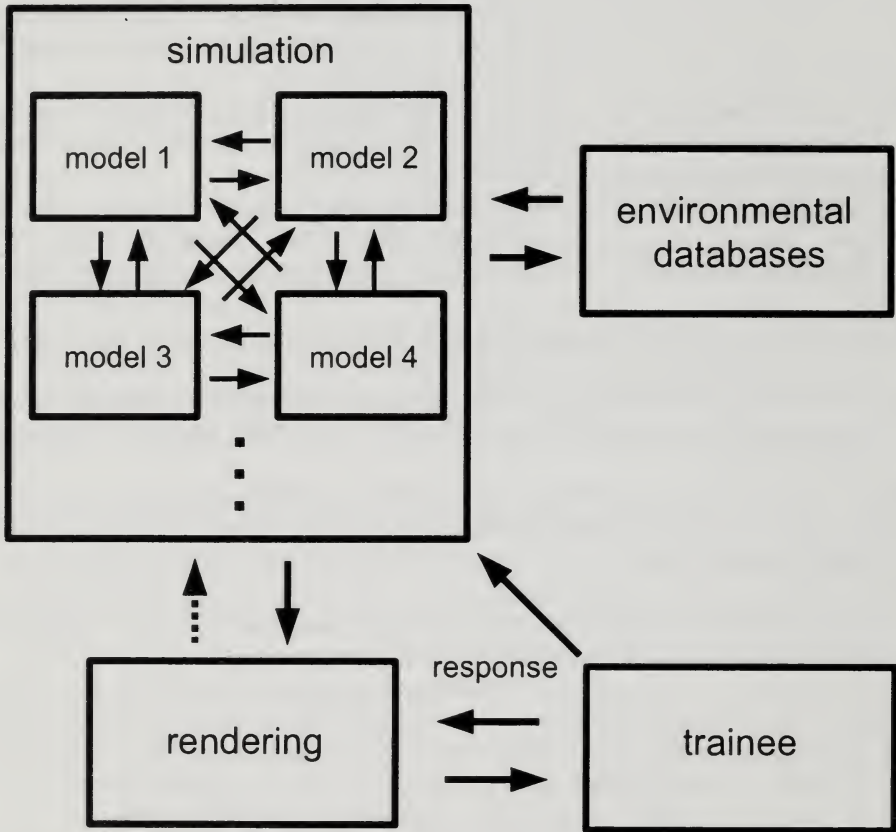 simulation
model 1
model 2
environmental
databases
model 3
model 4
response
rendering
trainee